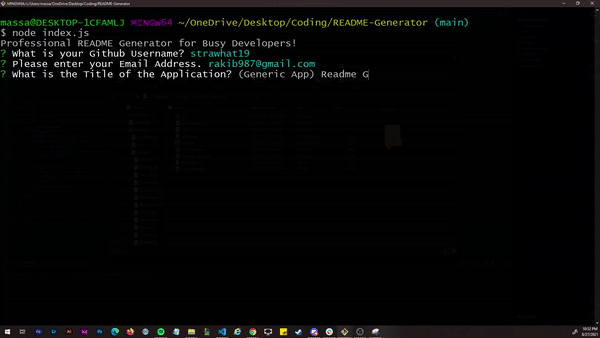 MINGW64:/c/Users/massa/OneDrive/Desktop/Coding/README-Generator
massa@DESKTOP-ICFAMLJ MINGW64 ~/OneDrive/Desktop/Coding/README-Generator (main)
$ node index.js
Professional README Generator for Busy Developers!
? What is your Github Username? strawhat19
? Please enter your Email Address. rakib987@gmail.com
? What is the Title of the Application? (Generic App) Readme G
10:52 PM
6/27/2021